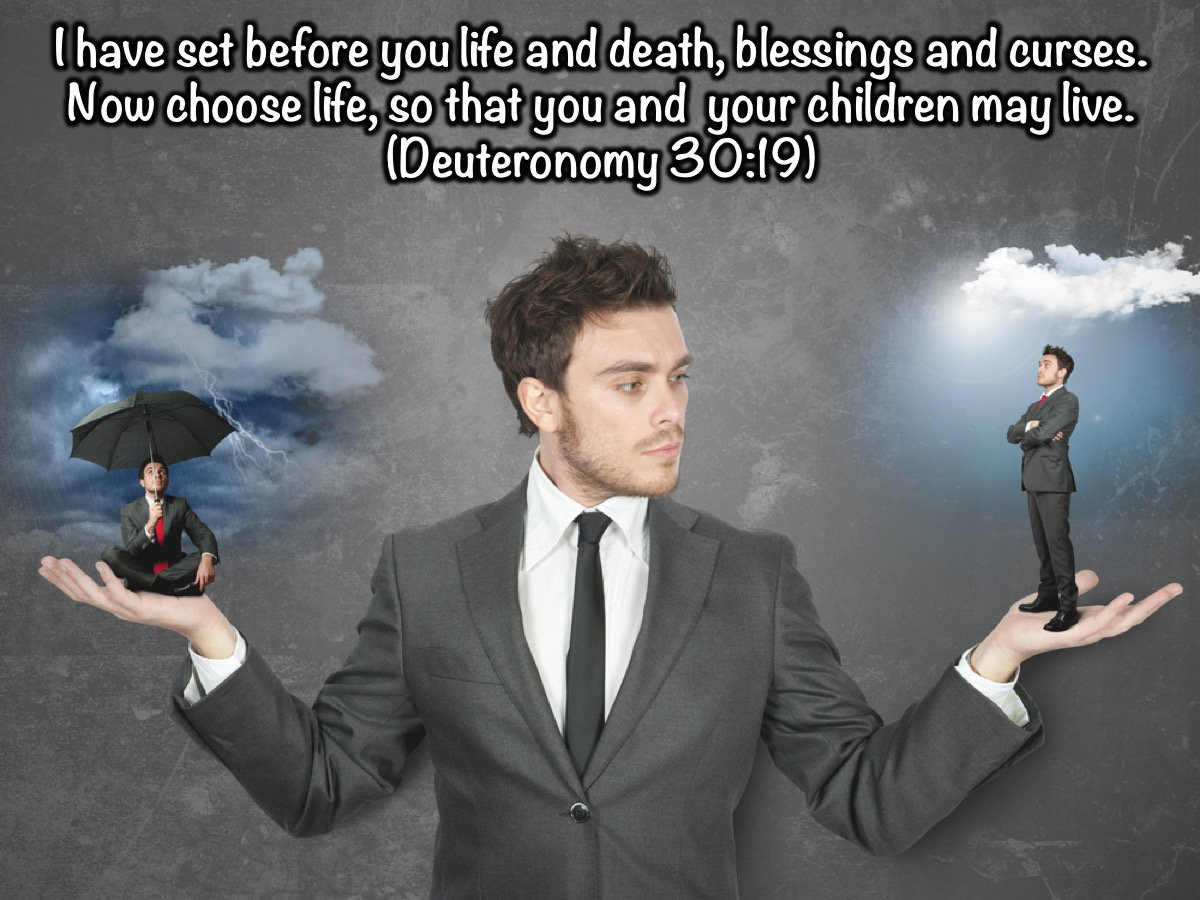 I have set before you life and death, blessings and curses.
Now choose life, so that you and  your children may live.
(Deuteronomy 30:19)